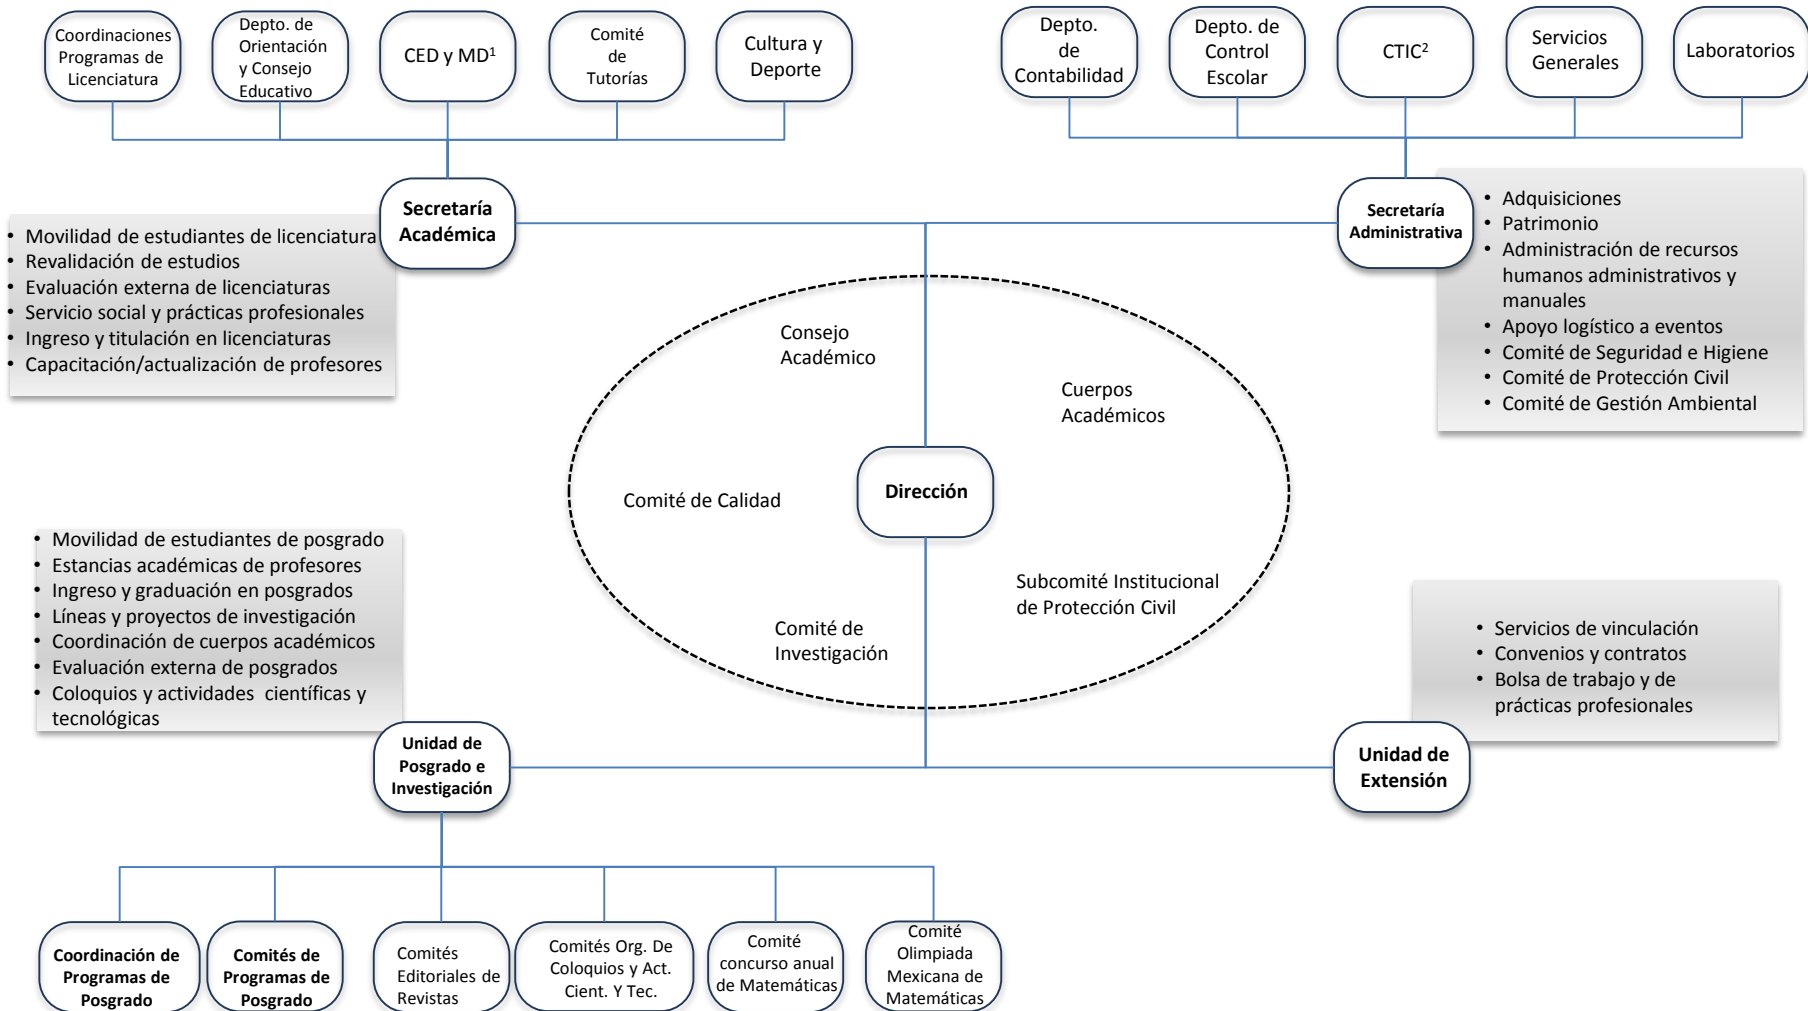 Coordinaciones
Programas de
Licenciatura
Depto. de
Orientación
y Consejo
Educativo
CED y MD¹
Comité
de
Tutorías
Cultura y
Deporte
Depto.
de
Contabilidad
Depto. de
Control
Escolar
CTIC²
Servicios
Generales
Laboratorios
Secretaría
Académica
Secretaría
Administrativa
• Movilidad de estudiantes de licenciatura
• Revalidación de estudios
• Evaluación externa de licenciaturas
• Servicio social y prácticas profesionales
• Ingreso y titulación en licenciaturas
• Capacitación/actualización de profesores
• Adquisiciones
• Patrimonio
• Administración de recursos
humanos administrativos y
manuales
• Apoyo logístico a eventos
• Comité de Seguridad e Higiene
• Comité de Protección Civil
• Comité de Gestión Ambiental
Consejo
Académico
Cuerpos
Académicos
Comité de Calidad
Dirección
Subcomité Institucional
de Protección Civil
Comité de
Investigación
• Movilidad de estudiantes de posgrado
• Estancias académicas de profesores
• Ingreso y graduación en posgrados
• Líneas y proyectos de investigación
• Coordinación de cuerpos académicos
• Evaluación externa de posgrados
• Coloquios y actividades científicas y
tecnológicas
• Servicios de vinculación
• Convenios y contratos
• Bolsa de trabajo y de
prácticas profesionales
Unidad de
Posgrado e
Investigación
Unidad de
Extensión
Coordinación de
Programas de
Posgrado
Comités de
Programas de
Posgrado
Comités
Editoriales de
Revistas
Comités Org. De
Coloquios y Act.
Cient. Y Tec.
Comité
concurso anual
de Matemáticas
Comité
Olimpiada
Mexicana de
Matemáticas